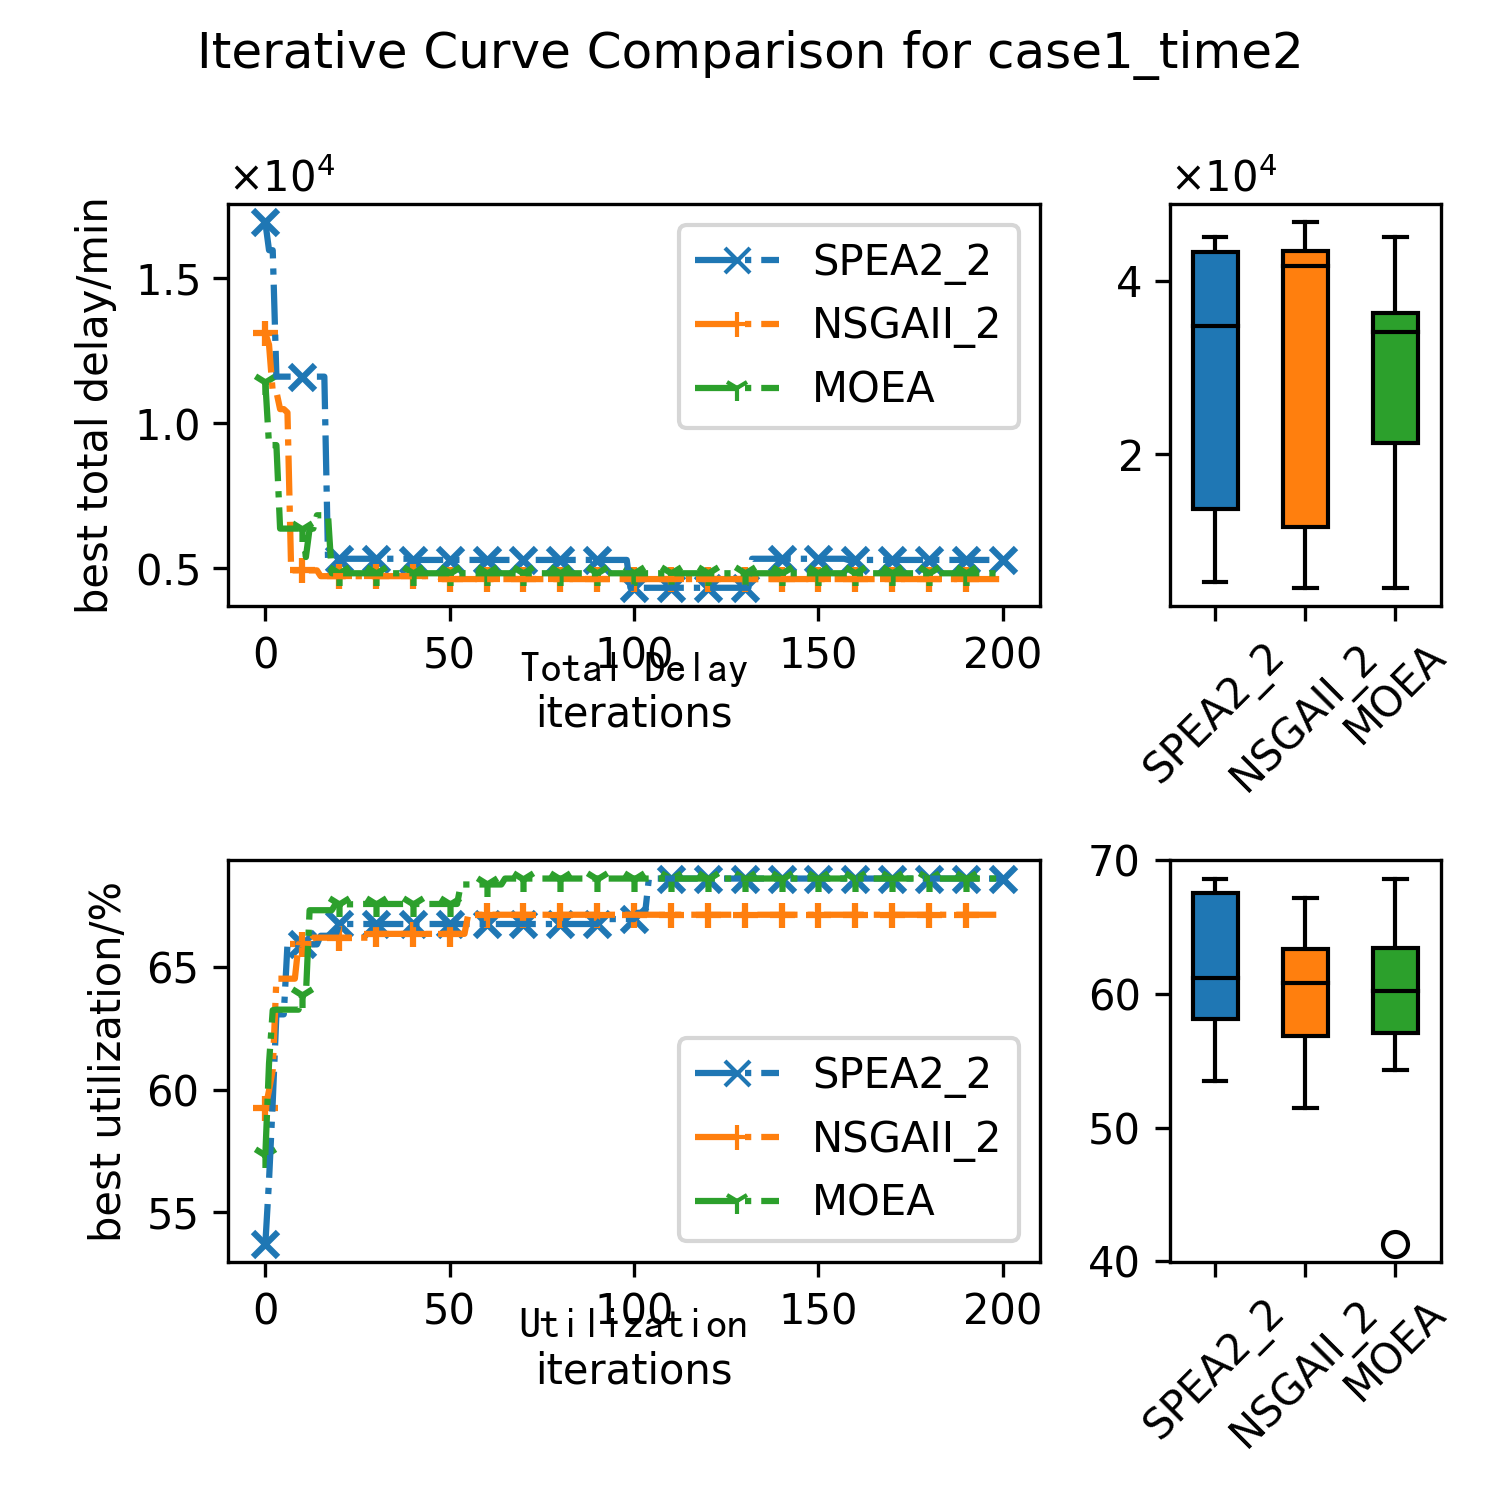 Iterative Curve Comparison for case1_time2
×10⁴
best total delay/min
1.5
1.0
0.5
SPEA2_2
NSGAII_2
MOEA
0 50 100 150 200
Total Delay
iterations
×10⁴
4
2
SPEA2_2
NSGAII_2
MOEA
best utilization/%
65
60
55
SPEA2_2
NSGAII_2
MOEA
0 50 100 150 200
Utilization
iterations
70
60
50
40
SPEA2_2
NSGAII_2
MOEA